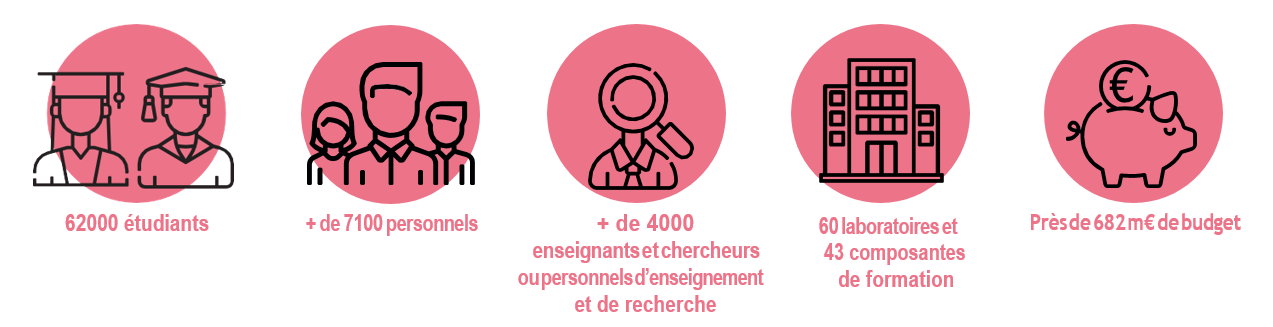 62000 étudiants
+ de 7100 personnels
+ de 4000
enseignants et chercheurs
ou personnels d'enseignement
et de recherche
60 laboratoires et
43 composantes
de formation
€
Près de 682 m€ de budget